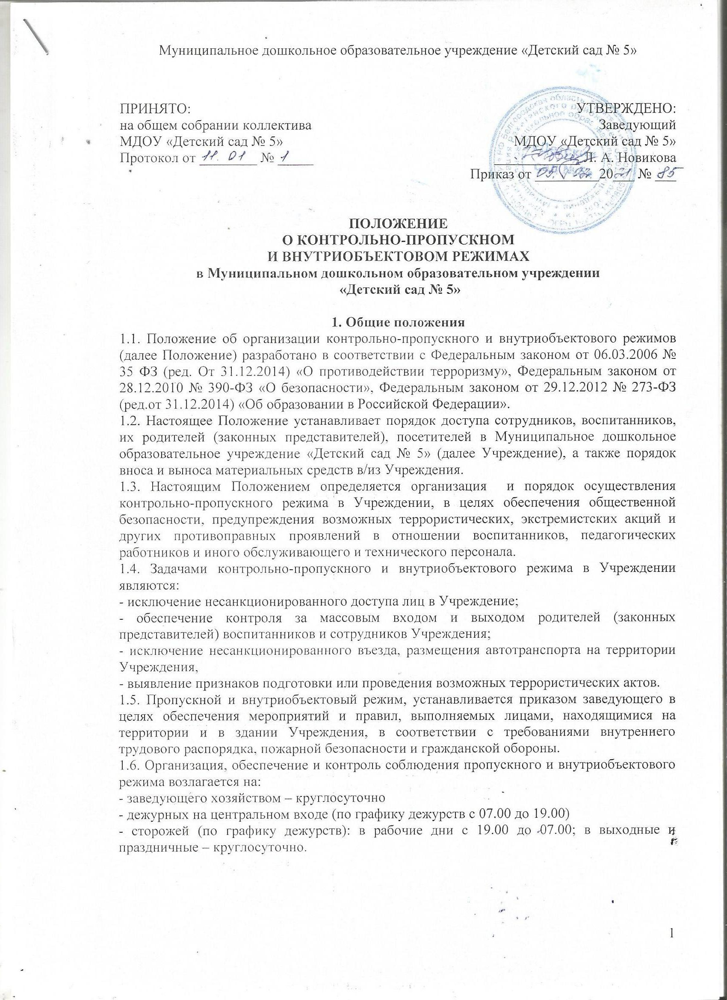 Муниципальное дошкольное образовательное учреждение «Детский сад № 5»
ПРИНЯТО:
на общем собрании коллектива
МДОУ «Детский сад № 5»
Протокол от 11. 01 № 1
УТВЕРЖДЕНО:
Заведующий
МДОУ «Детский сад № 5»
Л. А. Новикова
Приказ от 2021 № 85
ПОЛОЖЕНИЕ
О КОНТРОЛЬНО-ПРОПУСКНОМ
И ВНУТРИОБЪЕКТОВОМ РЕЖИМАХ
в Муниципальном дошкольном образовательном учреждении
«Детский сад № 5»
1. Общие положения
1.1. Положение об организации контрольно-пропускного и внутриобъектового режимов
(далее Положение) разработано в соответствии с Федеральным законом от 06.03.2006 №
35 ФЗ (ред. От 31.12.2014) «О противодействии терроризму», Федеральным законом от
28.12.2010 № 390-ФЗ «О безопасности», Федеральным законом от 29.12.2012 № 273-ФЗ
(ред.от 31.12.2014) «Об образовании в Российской Федерации».
1.2. Настоящее Положение устанавливает порядок доступа сотрудников, воспитанников,
их родителей (законных представителей), посетителей в Муниципальное дошкольное
образовательное учреждение «Детский сад № 5» (далее Учреждение), а также порядок
вноса и выноса материальных средств в/из Учреждения.
1.3. Настоящим Положением определяется организация и порядок осуществления
контрольно-пропускного режима в Учреждении, в целях обеспечения общественной
безопасности, предупреждения возможных террористических, экстремистских акций и
других противоправных проявлений в отношении воспитанников, педагогических
работников и иного обслуживающего и технического персонала.
1.4. Задачами контрольно-пропускного и внутриобъектового режима в Учреждении
являются:
- исключение несанкционированного доступа лиц в Учреждение;
- обеспечение контроля за массовым входом и выходом родителей (законных
представителей) воспитанников и сотрудников Учреждения;
- исключение несанкционированного въезда, размещения автотранспорта на территории
Учреждения,
- выявление признаков подготовки или проведения возможных террористических актов.
1.5. Пропускной и внутриобъектовый режим, устанавливается приказом заведующего в
целях обеспечения мероприятий и правил, выполняемых лицами, находящимися на
территории и в здании Учреждения, в соответствии с требованиями внутреннего
трудового распорядка, пожарной безопасности и гражданской обороны.
1.6. Организация, обеспечение и контроль соблюдения пропускного и внутриобъектового
режима возлагается на:
- заведующего хозяйством – круглосуточно
- дежурных на центральном входе (по графику дежурств с 07.00 до 19.00)
- сторожей (по графику дежурств): в рабочие дни с 19.00 до 07.00; в выходные и
праздничные – круглосуточно.
1